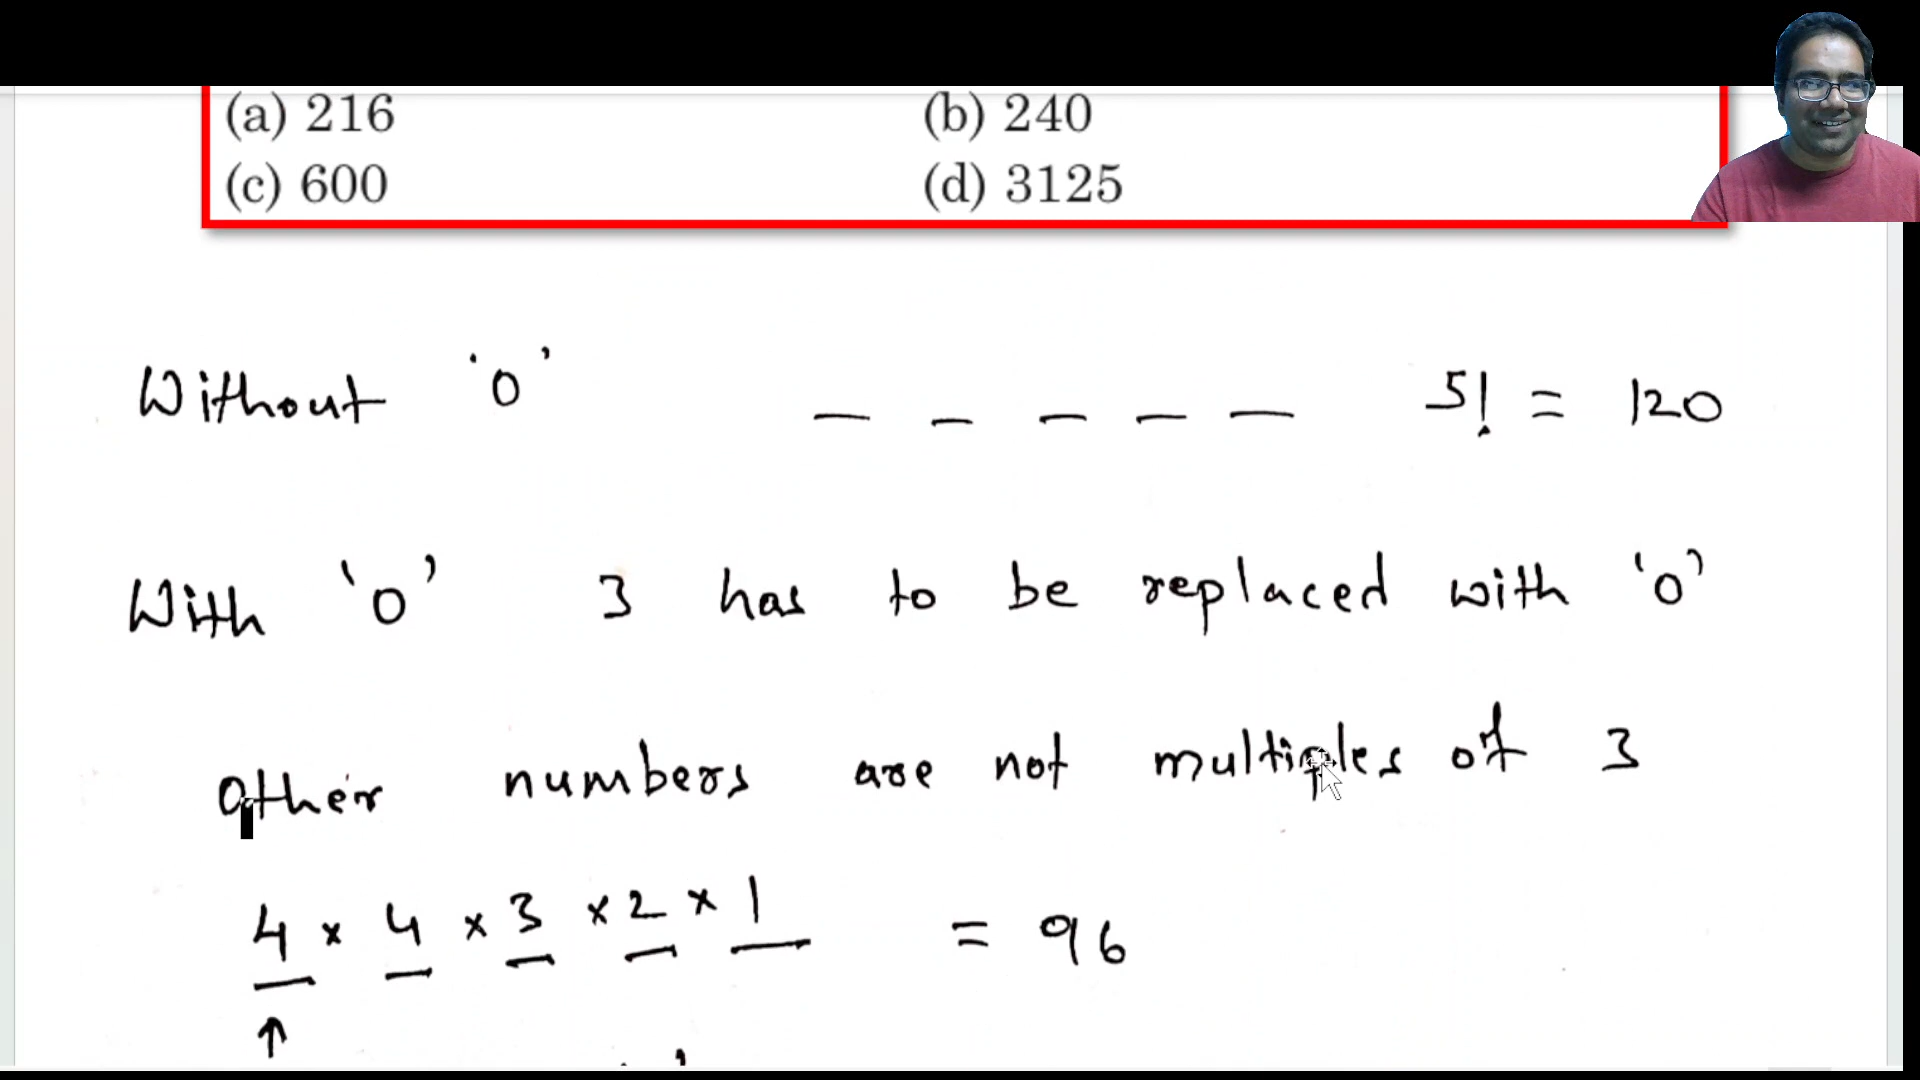 (a) 216 (b) 240
(c) 600 (d) 3125
Without '0' _ _ _ _ _ 5! = 120
With '0' 3 has to be replaced with '0'
Other numbers are not multiples of 3
4 × 4 × 3 × 2 × 1 = 96
↑